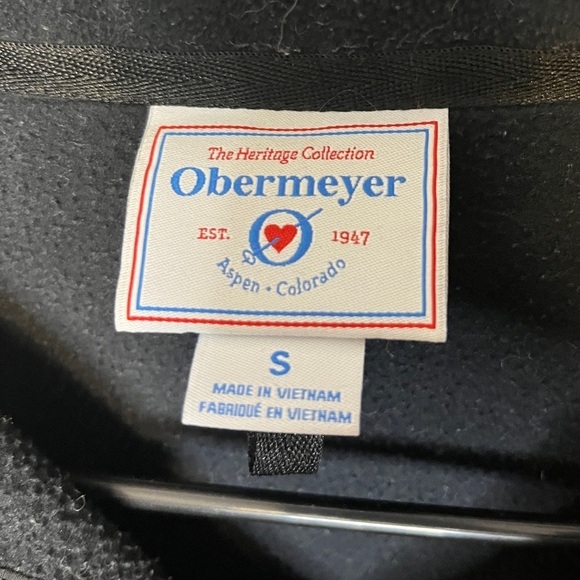 The Heritage Collection
Obermeyer
EST. 1947
Aspen • Colorado
S
MADE IN VIETNAM
FABRIQUÉ EN VIETNAM